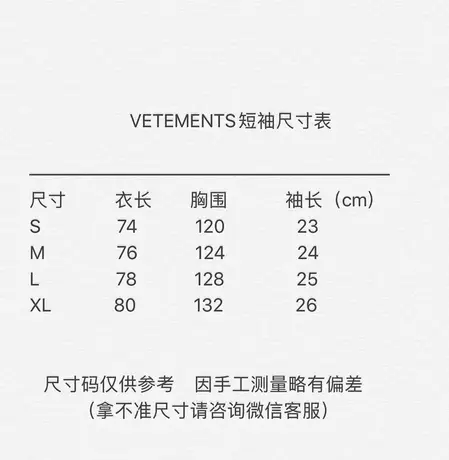 VETEMENTS短袖尺寸表
尺寸 衣长 胸围 袖长（cm）
S 74 120 23
M 76 124 24
L 78 128 25
XL 80 132 26
尺寸码仅供参考 因手工测量略有偏差
（拿不准尺寸请咨询微信客服）